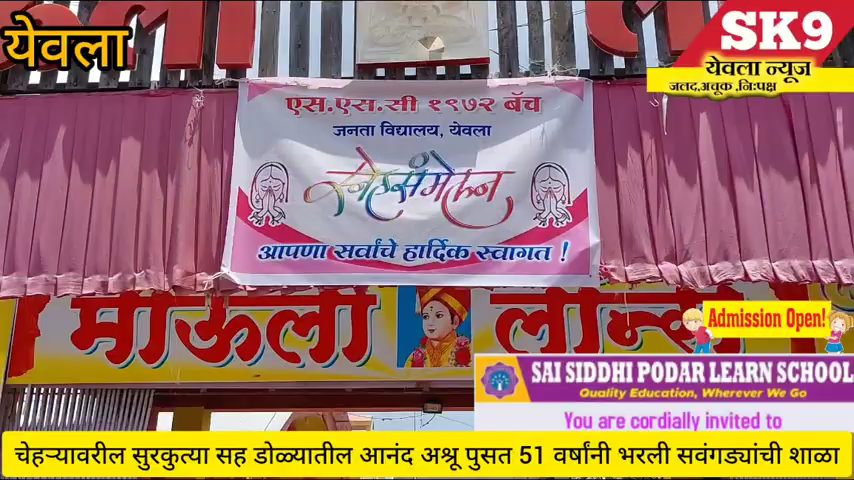 येवला
SK9
येवला न्यूज
जलद,अचूक,नि:पक्ष
एस.एस.सी १९७२ बॅच
जनता विद्यालय, येवला
स्नेहसंमेलन
आपणा सर्वांचे हार्दिक स्वागत !
माऊली लॉन्स
Admission Open!
SAI SIDDHI PODAR LEARN SCHOOL
Quality Education, Wherever We Go
You are cordially invited to
चेहऱ्यावरील सुरकुत्या सह डोळ्यातील आनंद अश्रू पुसत 51 वर्षांनी भरली सवंगड्यांची शाळा